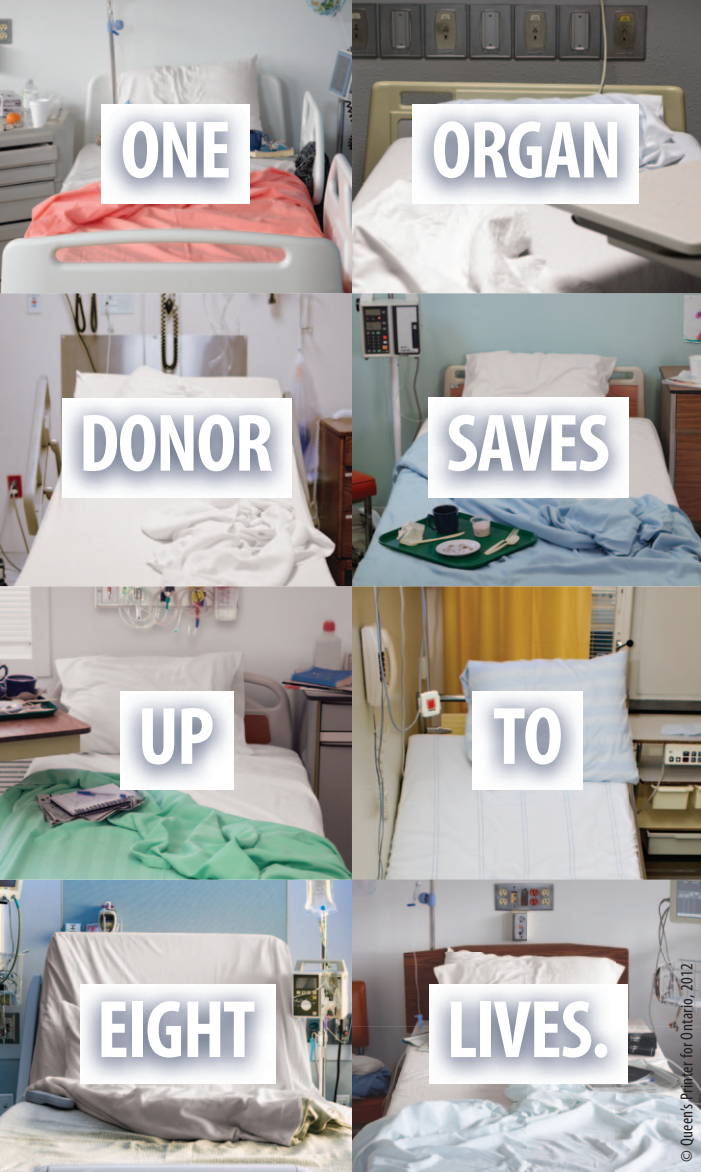 ONE ORGAN
DONOR SAVES
UP TO
EIGHT LIVES.
© Queen's Printer for Ontario, 2012